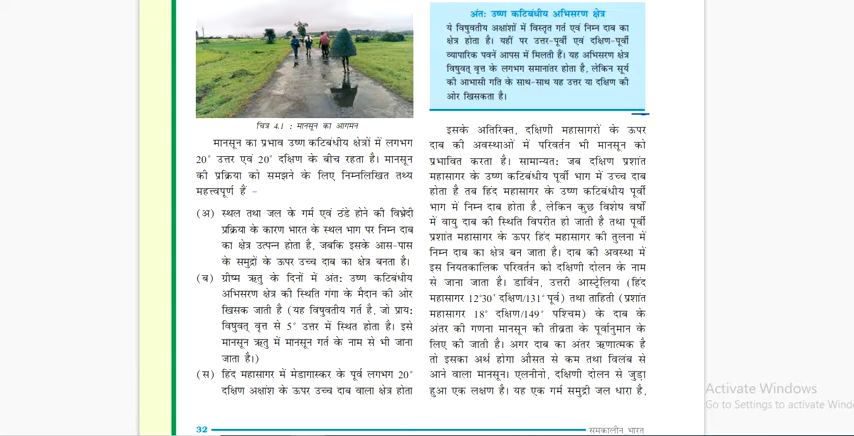 चित्र 4.1 : मानसून का आगमन
मानसून का प्रभाव उष्ण कटिबंधीय क्षेत्रों में लगभग
20° उत्तर एवं 20° दक्षिण के बीच रहता है। मानसून
की प्रक्रिया को समझने के लिए निम्नलिखित तथ्य
महत्त्वपूर्ण हैं –
(अ) स्थल तथा जल के गर्म एवं ठंडे होने की विभ्रेदी
प्रक्रिया के कारण भारत के स्थल भाग पर निम्न दाब
का क्षेत्र उत्पन्न होता है, जबकि इसके आस-पास
के समुद्रों के ऊपर उच्च दाब का क्षेत्र बनता है।
(ब) ग्रीष्म ऋतु के दिनों में अंत: उष्ण कटिबंधीय
अभिसरण क्षेत्र की स्थिति गंगा के मैदान की ओर
खिसक जाती है (यह विषुवतीय गर्त है, जो प्राय:
विषुवत् वृत्त से 5° उत्तर में स्थित होता है। इसे
मानसून ऋतु में मानसून गर्त के नाम से भी जाना
जाता है।)
(स) हिंद महासागर में मेडागास्कर के पूर्व लगभग 20°
दक्षिण अक्षांश के ऊपर उच्च दाब वाला क्षेत्र होता
अंत: उष्ण कटिबंधीय अभिसरण क्षेत्र
ये विषुवतीय अक्षांशों में विस्तृत गर्त एवं निम्न दाब का
क्षेत्र होता है। यहीं पर उत्तर-पूर्वी एवं दक्षिण-पूर्वी
व्यापारिक पवनें आपस में मिलती हैं। यह अभिसरण क्षेत्र
विषुवत् वृत्त के लगभग समानांतर होता है, लेकिन सूर्य
की आभासी गति के साथ-साथ यह उत्तर या दक्षिण की
ओर खिसकता है।
इसके अतिरिक्त, दक्षिणी महासागरों के ऊपर
दाब की अवस्थाओं में परिवर्तन भी मानसून को
प्रभावित करता है। सामान्यत: जब दक्षिण प्रशांत
महासागर के उष्ण कटिबंधीय पूर्वी भाग में उच्च दाब
होता है तब हिंद महासागर के उष्ण कटिबंधीय पूर्वी
भाग में निम्न दाब होता है, लेकिन कुछ विशेष वर्षों
में वायु दाब की स्थिति विपरीत हो जाती है तथा पूर्वी
प्रशांत महासागर के ऊपर हिंद महासागर की तुलना में
निम्न दाब का क्षेत्र बन जाता है। दाब की अवस्था में
इस नियतकालिक परिवर्तन को दक्षिणी दोलन के नाम
से जाना जाता है। डार्विन, उत्तरी आस्ट्रेलिया (हिंद
महासागर 12°30' दक्षिण/131° पूर्व) तथा ताहिती (प्रशांत
महासागर 18° दक्षिण/149° पश्चिम) के दाब के
अंतर की गणना मानसून की तीव्रता के पूर्वानुमान के
लिए की जाती है। अगर दाब का अंतर ऋणात्मक है
तो इसका अर्थ होगा औसत से कम तथा विलंब से
आने वाला मानसून। एलनीनो, दक्षिणी दोलन से जुड़ा
हुआ एक लक्षण है। यह एक गर्म समुद्री जल धारा है,
32
समकालीन भारत
Activate Windows
Go to Settings to activate Wind